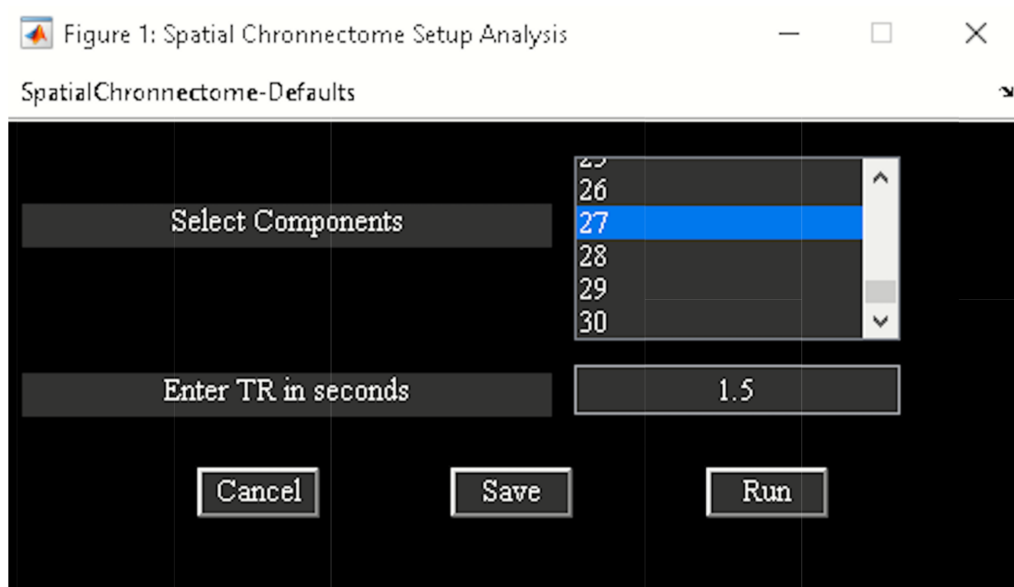 Figure 1: Spatial Chronnectome Setup Analysis
SpatialChronnectome-Defaults
Select Components
26
27
28
29
30
Enter TR in seconds
1.5
Cancel Save Run